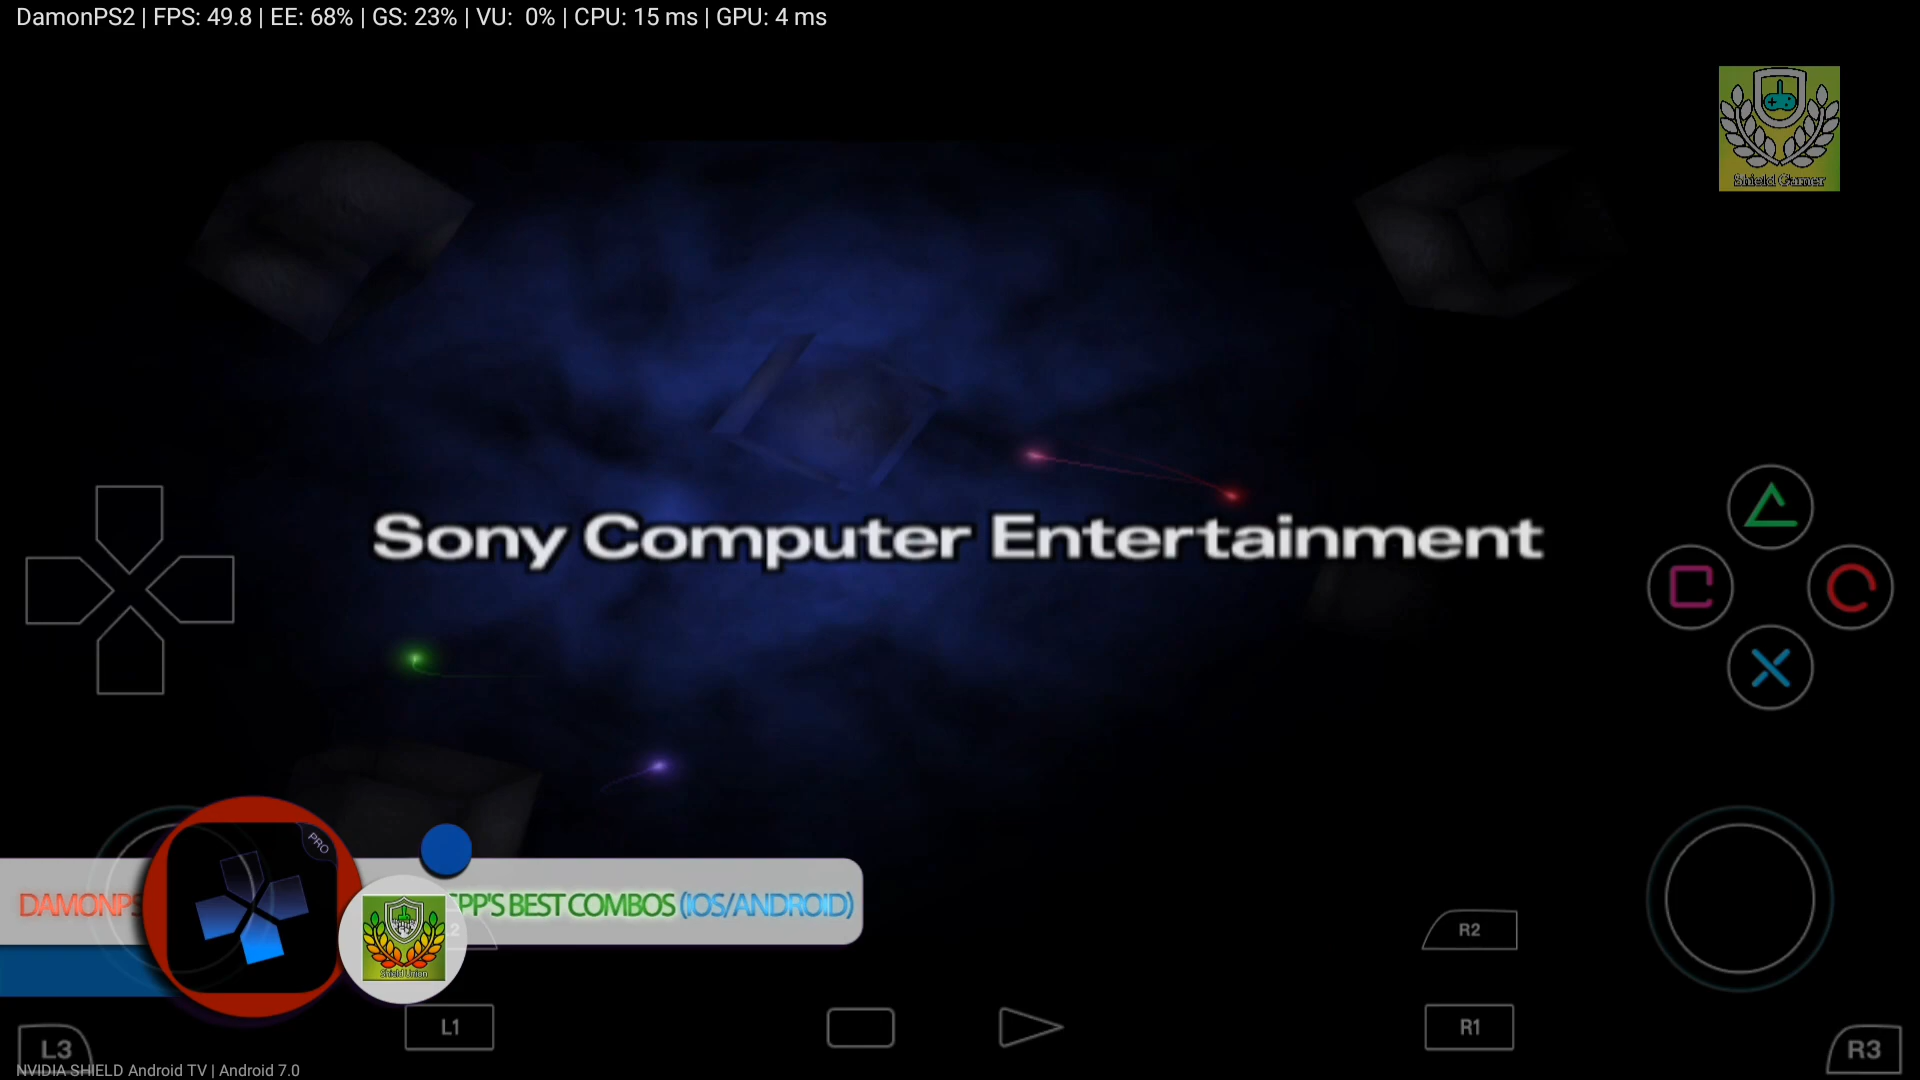 DamonPS2 | FPS: 49.8 | EE: 68% | GS: 23% | VU: 0% | CPU: 15 ms | GPU: 4 ms
Shield Gamer
Sony Computer Entertainment
PRO
DAMONPS
PP'S BEST COMBOS (IOS/ANDROID)
Shield Union
R2
L1
R1
L3
R3
NVIDIA SHIELD Android TV | Android 7.0